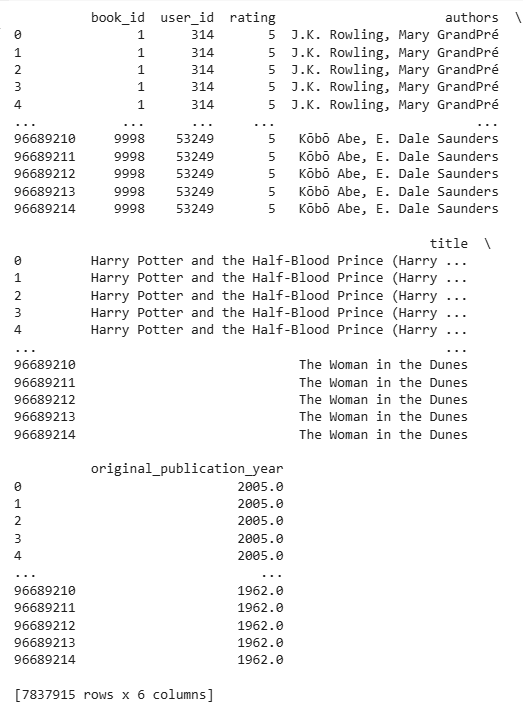 book_id user_id rating authors \
0 1 314 5 J.K. Rowling, Mary GrandPré
1 1 314 5 J.K. Rowling, Mary GrandPré
2 1 314 5 J.K. Rowling, Mary GrandPré
3 1 314 5 J.K. Rowling, Mary GrandPré
4 1 314 5 J.K. Rowling, Mary GrandPré
... ... ... ... ...
96689210 9998 53249 5 Kōbō Abe, E. Dale Saunders
96689211 9998 53249 5 Kōbō Abe, E. Dale Saunders
96689212 9998 53249 5 Kōbō Abe, E. Dale Saunders
96689213 9998 53249 5 Kōbō Abe, E. Dale Saunders
96689214 9998 53249 5 Kōbō Abe, E. Dale Saunders
title \
0 Harry Potter and the Half-Blood Prince (Harry ...
1 Harry Potter and the Half-Blood Prince (Harry ...
2 Harry Potter and the Half-Blood Prince (Harry ...
3 Harry Potter and the Half-Blood Prince (Harry ...
4 Harry Potter and the Half-Blood Prince (Harry ...
... ...
96689210 The Woman in the Dunes
96689211 The Woman in the Dunes
96689212 The Woman in the Dunes
96689213 The Woman in the Dunes
96689214 The Woman in the Dunes
original_publication_year
0 2005.0
1 2005.0
2 2005.0
3 2005.0
4 2005.0
... ...
96689210 1962.0
96689211 1962.0
96689212 1962.0
96689213 1962.0
96689214 1962.0
[7837915 rows x 6 columns]